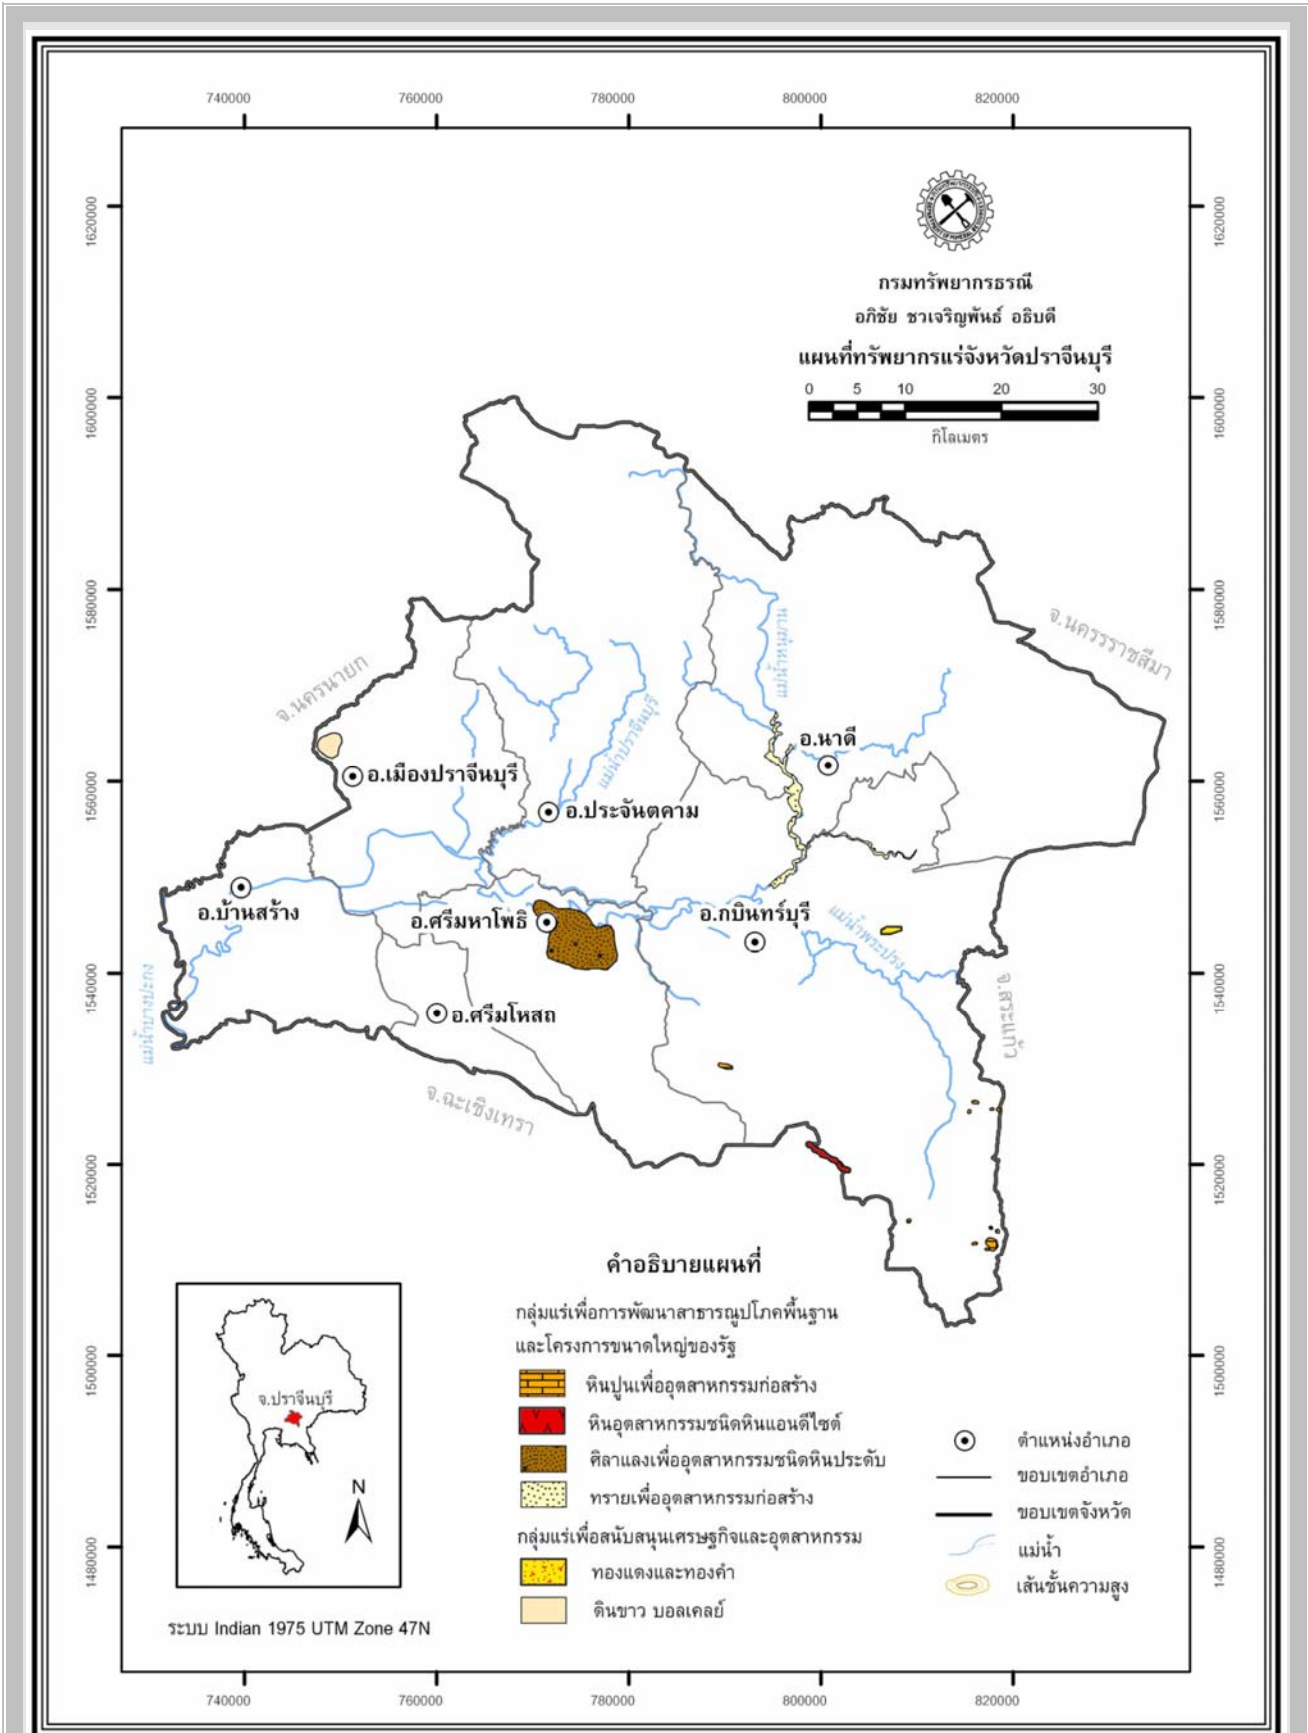 740000 760000 780000 800000 820000
1620000
1600000
1580000
1560000
1540000
1520000
1500000
1480000
1620000
1600000
1580000
1560000
1540000
1520000
1500000
1480000
กรมทรัพยากรธรณี
อภิชัย ชวเจริญพันธ์ อธิบดี
แผนที่ทรัพยากรแร่จังหวัดปราจีนบุรี
0 5 10 20 30
กิโลเมตร
จ.นครราชสีมา
จ.นครนายก
แม่น้ำหนุมาน
แม่น้ำปราจีนบุรี
อ.นาดี
อ.เมืองปราจีนบุรี
อ.ประจันตคาม
อ.บ้านสร้าง
อ.ศรีมหาโพธิ
อ.กบินทร์บุรี
แม่น้ำพระปรง
แม่น้ำบางปะกง
จ.สระแก้ว
อ.ศรีมโหสถ
จ.ฉะเชิงเทรา
คำอธิบายแผนที่
กลุ่มแร่เพื่อการพัฒนาสาธารณูปโภคพื้นฐาน
และโครงการขนาดใหญ่ของรัฐ
หินปูนเพื่ออุตสาหกรรมก่อสร้าง
หินอุตสาหกรรมชนิดหินแอนดีไซต์
ศิลาแลงเพื่ออุตสาหกรรมชนิดหินประดับ
ทรายเพื่ออุตสาหกรรมก่อสร้าง
กลุ่มแร่เพื่อสนับสนุนเศรษฐกิจและอุตสาหกรรม
ทองแดงและทองคำ
ดินขาว บอลเคลย์
ตำแหน่งอำเภอ
ขอบเขตอำเภอ
ขอบเขตจังหวัด
แม่น้ำ
เส้นชั้นความสูง
จ.ปราจีนบุรี
N
ระบบ Indian 1975 UTM Zone 47N
740000 760000 780000 800000 820000